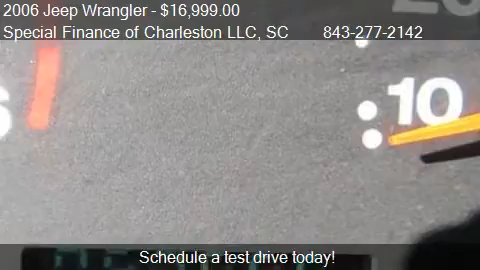 2006 Jeep Wrangler - $16,999.00
Special Finance of Charleston LLC, SC 843-277-2142
10
Schedule a test drive today!